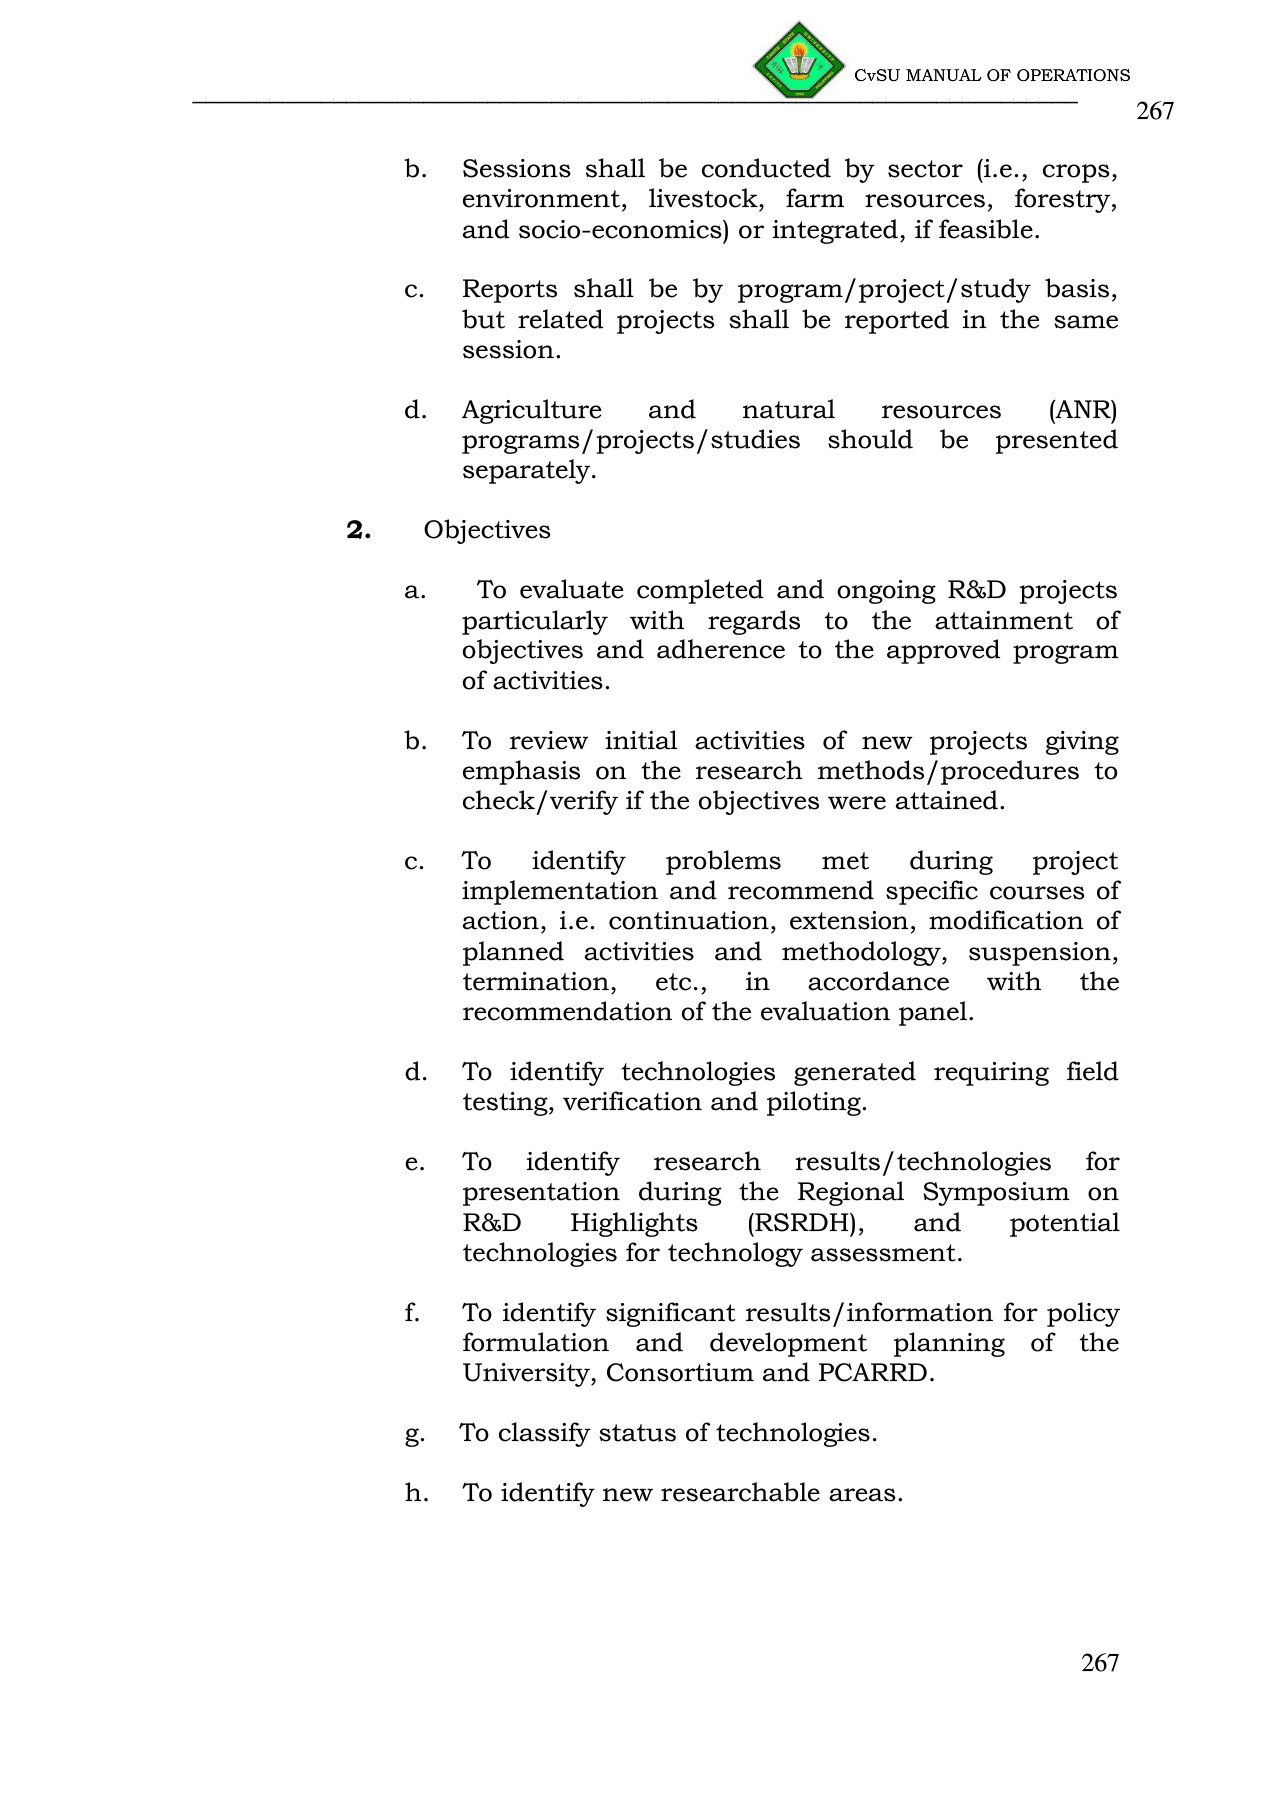 CvSU MANUAL OF OPERATIONS
267
b. Sessions shall be conducted by sector (i.e., crops,
environment, livestock, farm resources, forestry,
and socio-economics) or integrated, if feasible.
c. Reports shall be by program/project/study basis,
but related projects shall be reported in the same
session.
d. Agriculture and natural resources (ANR)
programs/projects/studies should be presented
separately.
2. Objectives
a. To evaluate completed and ongoing R&D projects
particularly with regards to the attainment of
objectives and adherence to the approved program
of activities.
b. To review initial activities of new projects giving
emphasis on the research methods/procedures to
check/verify if the objectives were attained.
c. To identify problems met during project
implementation and recommend specific courses of
action, i.e. continuation, extension, modification of
planned activities and methodology, suspension,
termination, etc., in accordance with the
recommendation of the evaluation panel.
d. To identify technologies generated requiring field
testing, verification and piloting.
e. To identify research results/technologies for
presentation during the Regional Symposium on
R&D Highlights (RSRDH), and potential
technologies for technology assessment.
f. To identify significant results/information for policy
formulation and development planning of the
University, Consortium and PCARRD.
g. To classify status of technologies.
h. To identify new researchable areas.
267